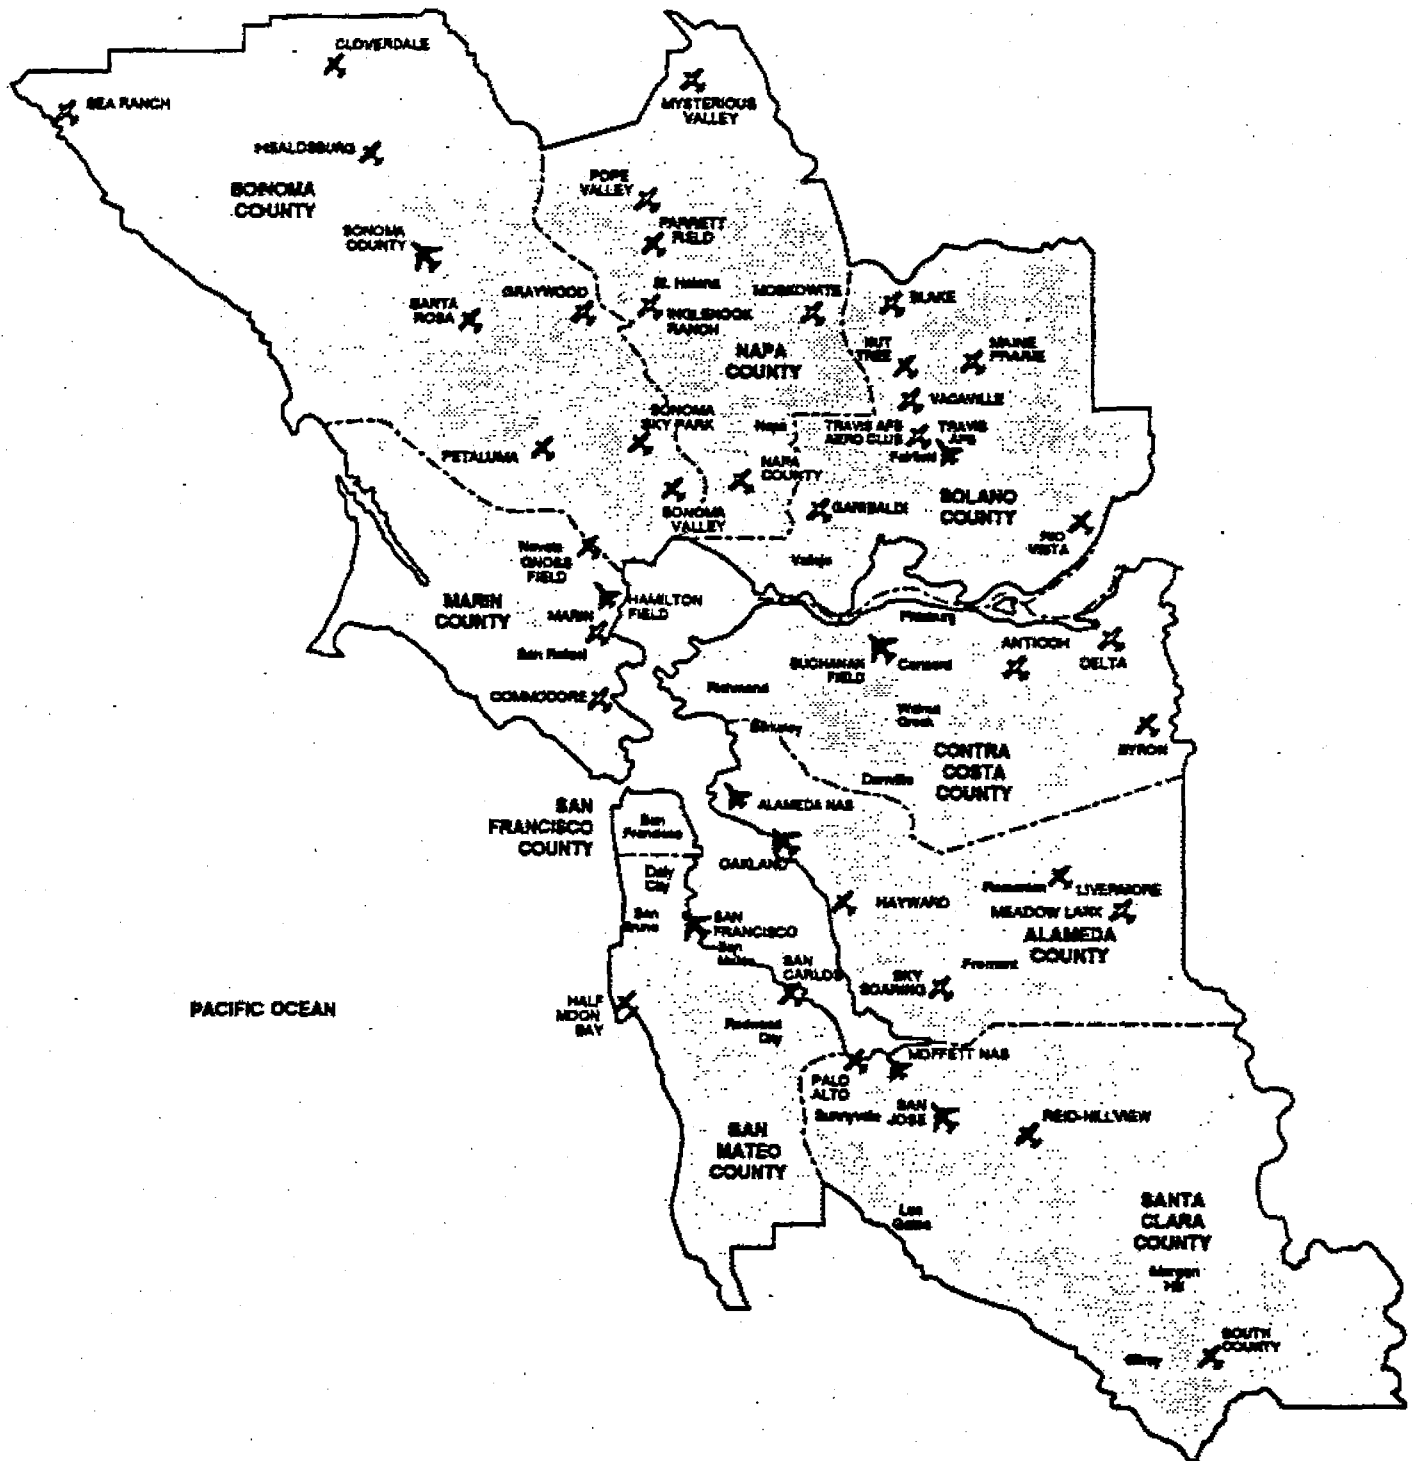 CLOVERDALE
SEA RANCH
MYSTERIOUS
VALLEY
HEALDSBURG
SONOMA
COUNTY
POPE
VALLEY
SONOMA
COUNTY
PARRETT
FIELD
St. Helena
GRAYWOOD
MOSKOWITE
BLAKE
SANTA
ROSA
INGLENOOK
RANCH
NAPA
COUNTY
NUT
TREE
MAINE
PRAIRIE
VACAVILLE
SONOMA
SKY PARK
Napa
TRAVIS AFB
AERO CLUB
TRAVIS
AFB
Fairfield
PETALUMA
NAPA
COUNTY
SONOMA
VALLEY
GARIBALDI
SOLANO
COUNTY
RIO
VISTA
Novato
GNOSS
FIELD
Vallejo
MARIN
COUNTY
HAMILTON
FIELD
MARIN
San Rafael
Pittsburg
ANTIOCH
DELTA
BUCHANAN
FIELD
Concord
Richmond
COMMODORE
Walnut
Creek
Berkeley
BYRON
CONTRA
COSTA
COUNTY
Danville
ALAMEDA NAS
SAN
FRANCISCO
COUNTY
San
Francisco
OAKLAND
Daly
City
LIVERMORE
HAYWARD
MEADOW LARK
San
Bruno
SAN
FRANCISCO
San
Mateo
ALAMEDA
COUNTY
Fremont
SAN
CARLOS
SKY
SOARING
PACIFIC OCEAN
HALF
MOON
BAY
Redwood
City
MOFFETT NAS
PALO
ALTO
Sunnyvale
SAN
JOSE
REID-HILLVIEW
SAN
MATEO
COUNTY
Los
Gatos
SANTA
CLARA
COUNTY
Morgan
Hill
SOUTH
COUNTY
Gilroy